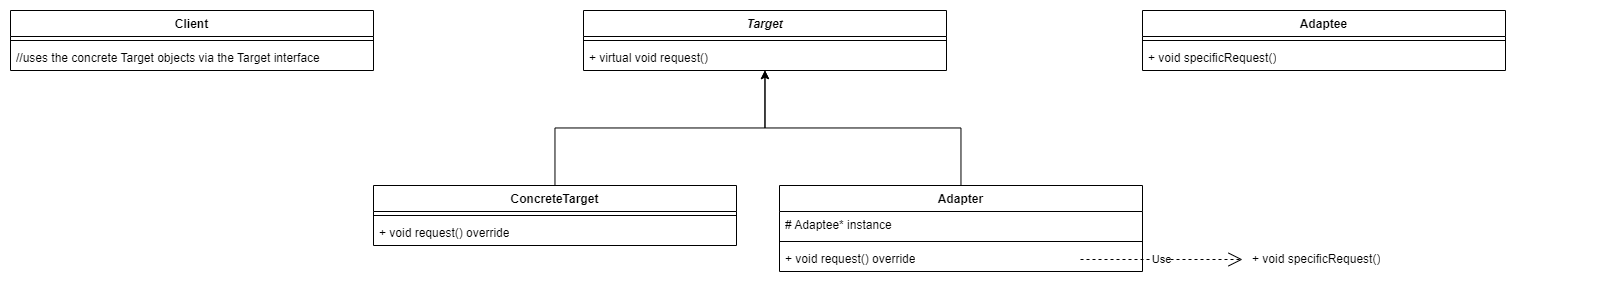 Client
//uses the concrete Target objects via the Target interface
Target
+ virtual void request()
Adaptee
+ void specificRequest()
ConcreteTarget
+ void request() override
Adapter
# Adaptee* instance
+ void request() override
Use
+ void specificRequest()